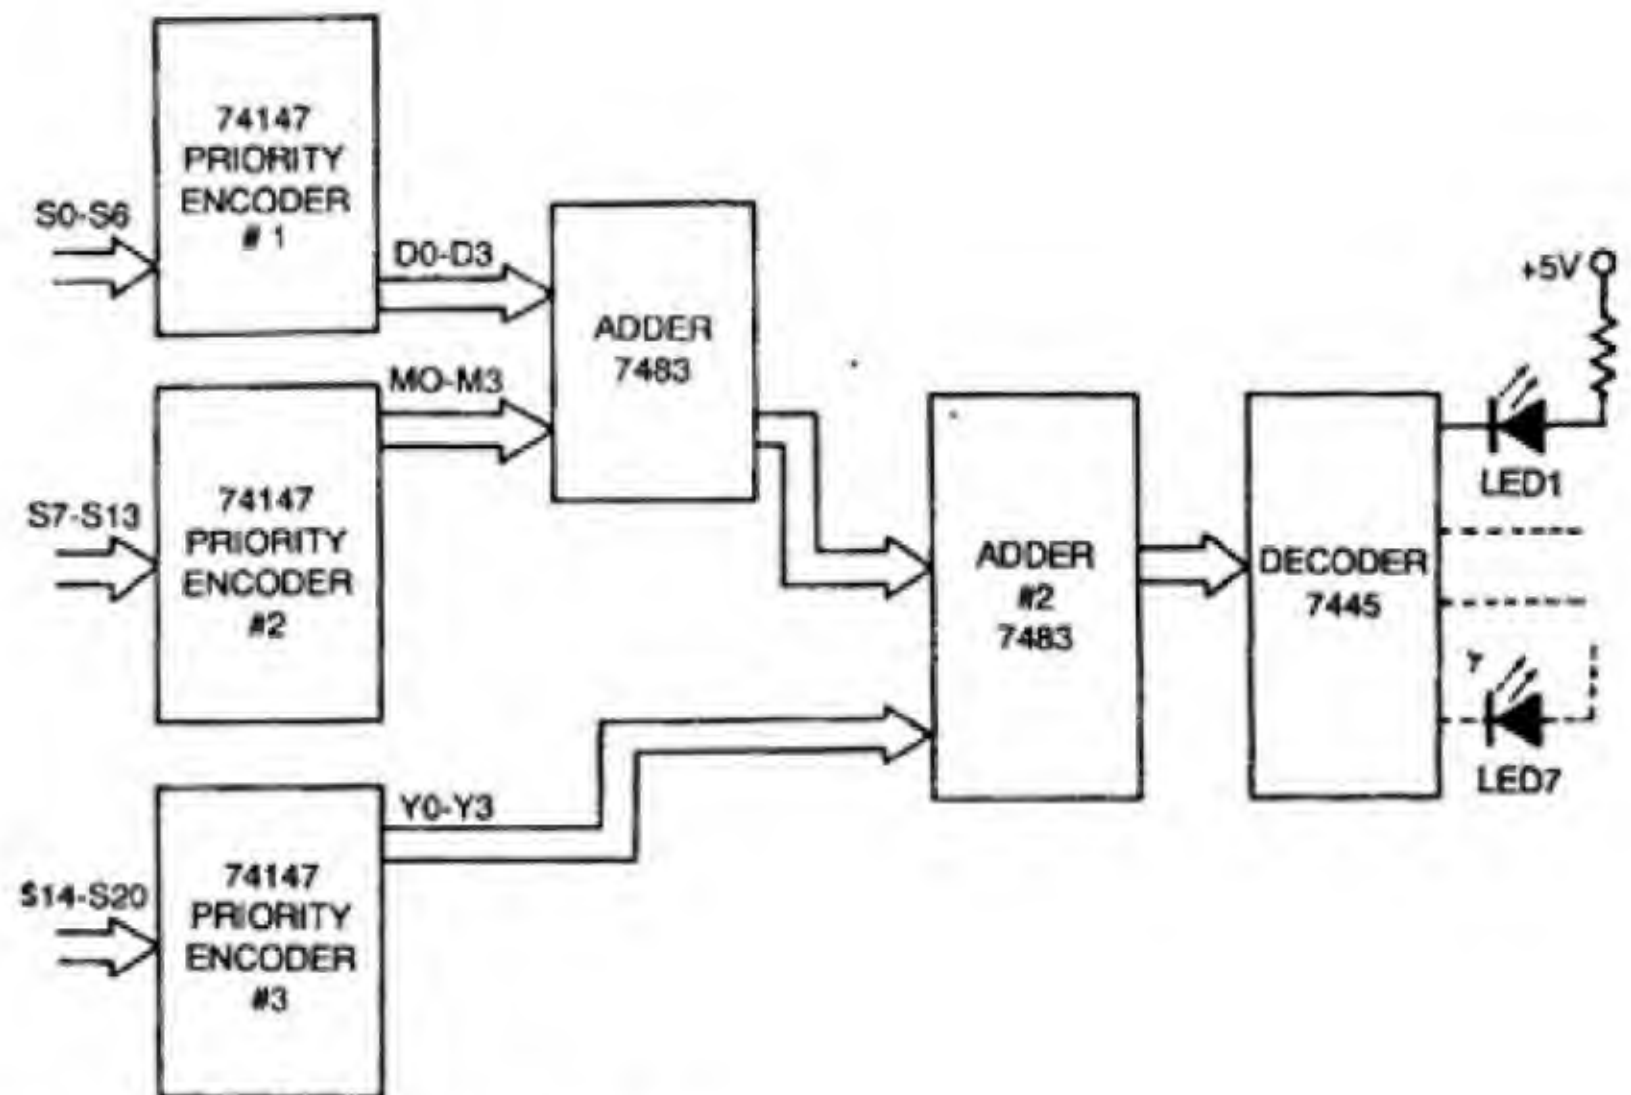 74147
PRIORITY
ENCODER
# 1
S0-S6
D0-D3
ADDER
7483
MO-M3
74147
PRIORITY
ENCODER
#2
S7-S13
ADDER
#2
7483
DECODER
7445
+5V
LED1
LED7
Y0-Y3
74147
PRIORITY
ENCODER
#3
S14-S20